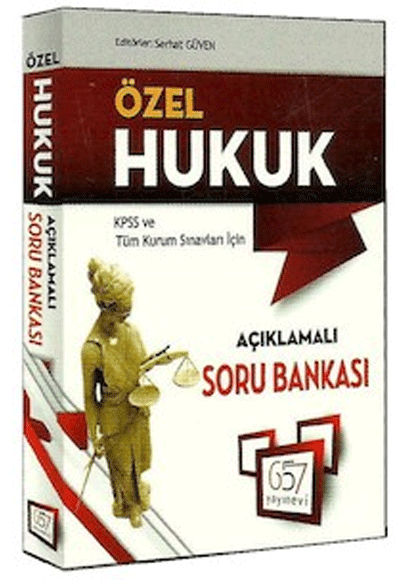 Editörler: Serhat GÜVEN
ÖZEL
HUKUK
KPSS ve
Tüm Kurum Sınavları İçin
AÇIKLAMALI
SORU BANKASI
657
yayınevi
ÖZEL
HUKUK
AÇIKLAMALI
SORU BANKASI
657
yayınevi